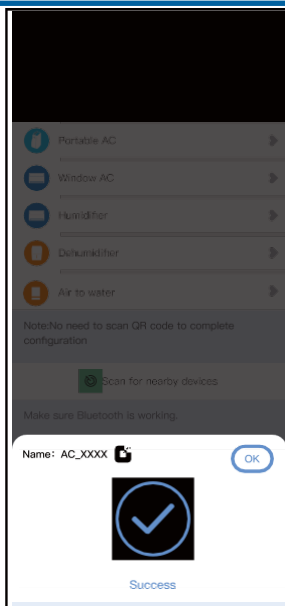 Portable AC
Window AC
Humidifier
Dehumidifier
Air to water
Note:No need to scan QR code to complete
configuration
Scan for nearby devices
Make sure Bluetooth is working.
Name: AC_XXXX
OK
Success